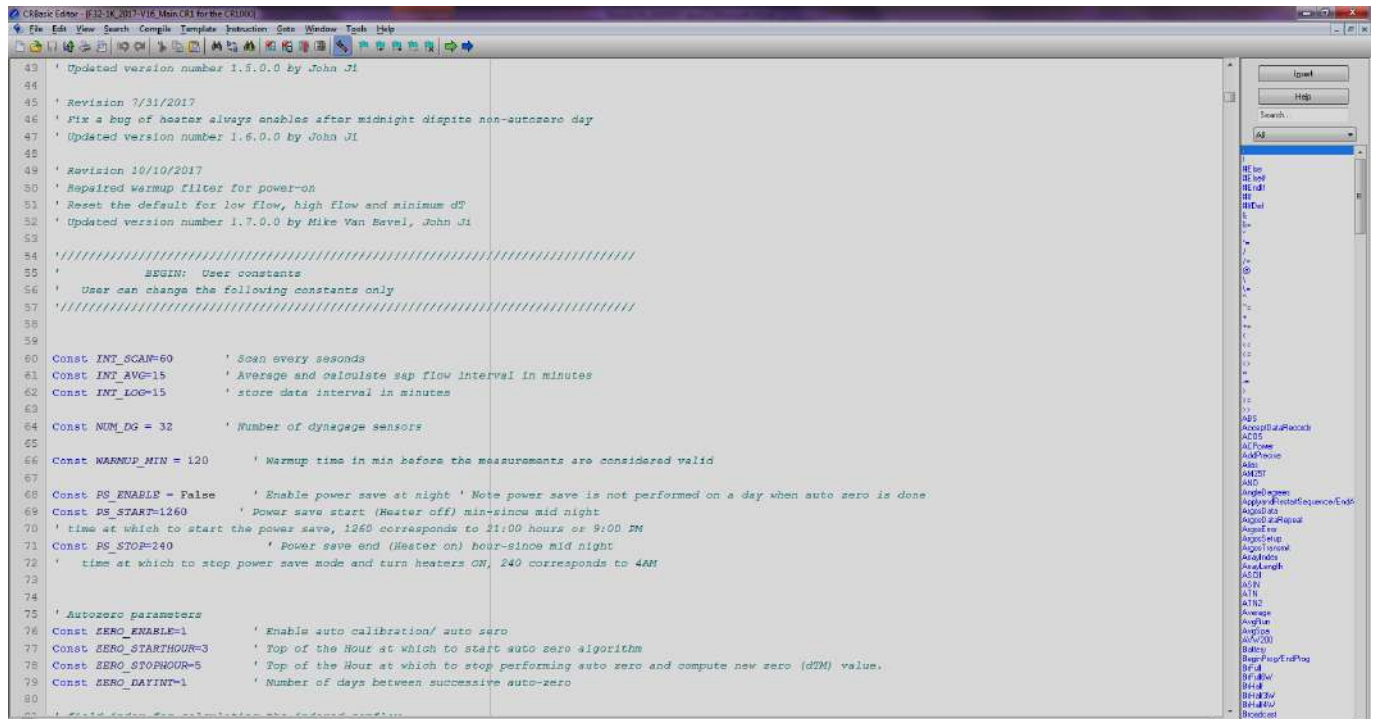 CRBasic Editor - [F32-1K_2017-V16_Main.CR1 for the CR1000]
File Edit View Search Compile Template Instruction Goto Window Tools Help
43 ' Updated version number 1.5.0.0 by John Ji
44
45 ' Revision 7/31/2017
46 ' Fix a bug of heater always enables after midnight dispite non-autozero day
47 ' Updated version number 1.6.0.0 by John Ji
48
49 ' Revision 10/10/2017
50 ' Repaired warmup filter for power-on
51 ' Reset the default for low flow, high flow and minimum dT
52 ' Updated version number 1.7.0.0 by Mike Van Bavel, John Ji
53
54 '////////////////////////////////////////////////////////////////////////////////////
55 ' BEGIN: User constants
56 ' User can change the following constants only
57 '////////////////////////////////////////////////////////////////////////////////////
58
59
60 Const INT_SCAN=60 ' Scan every sesonds
61 Const INT_AVG=15 ' Average and calculate sap flow interval in minutes
62 Const INT_LOG=15 ' store data interval in minutes
63
64 Const NUM_DG = 32 ' Number of dynagage sensors
65
66 Const WARMUP_MIN = 120 ' Warmup time in min before the measurements are considered valid
67
68 Const PS_ENABLE = False ' Enable power save at night ' Note power save is not performed on a day when auto zero is done
69 Const PS_START=1260 ' Power save start (Heater off) min-since mid night
70 ' time at which to start the power save, 1260 corresponds to 21:00 hours or 9:00 PM
71 Const PS_STOP=240 ' Power save end (Heater on) hour-since mid night
72 ' time at which to stop power save mode and turn heaters ON, 240 corresponds to 4AM
73
74
75 ' Autozero parameters
76 Const ZERO_ENABLE=1 ' Enable auto calibration/ auto zero
77 Const ZERO_STARTHOUR=3 ' Top of the Hour at which to start auto zero algorithm
78 Const ZERO_STOPHOUR=5 ' Top of the Hour at which to stop performing auto zero and compute new zero (dTM) value.
79 Const ZERO_DAYINT=1 ' Number of days between successive auto-zero
80
Insert
Help
Search
All
#Else
#ElseIf
#EndIf
#If
#IfDef
&
ABS
AcceptDataRecords
ACOS
ACPower
AddPrecise
Alias
AM25T
AND
AngleDegrees
ArgosData
ArgosDataRepeat
ArgosError
ArgosSetup
ArgosTransmit
ArrayIndex
ArrayLength
ASCII
ASIN
ATN
ATN2
Average
AvgRun
AvgSpa
AVW200
Battery
BeginProg/EndProg
BrFull
BrFull6W
BrHalf
BrHalf3W
BrHalf4W
Broadcast